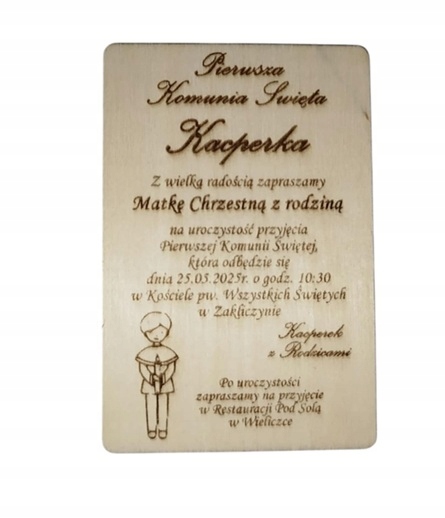 Pierwsza
Komunia Święta
Kacperka
Z wielką radością zapraszamy
Matkę Chrzestną z rodziną
na uroczystość przyjęcia
Pierwszej Komunii Świętej,
która odbędzie się
dnia 25.05.2025r. o godz. 10:30
w Kościele pw. Wszystkich Świętych
w Zakliczynie
Kacperek
z Rodzicami
Po uroczystości
zapraszamy na przyjęcie
w Restauracji Pod Solą
w Wieliczce